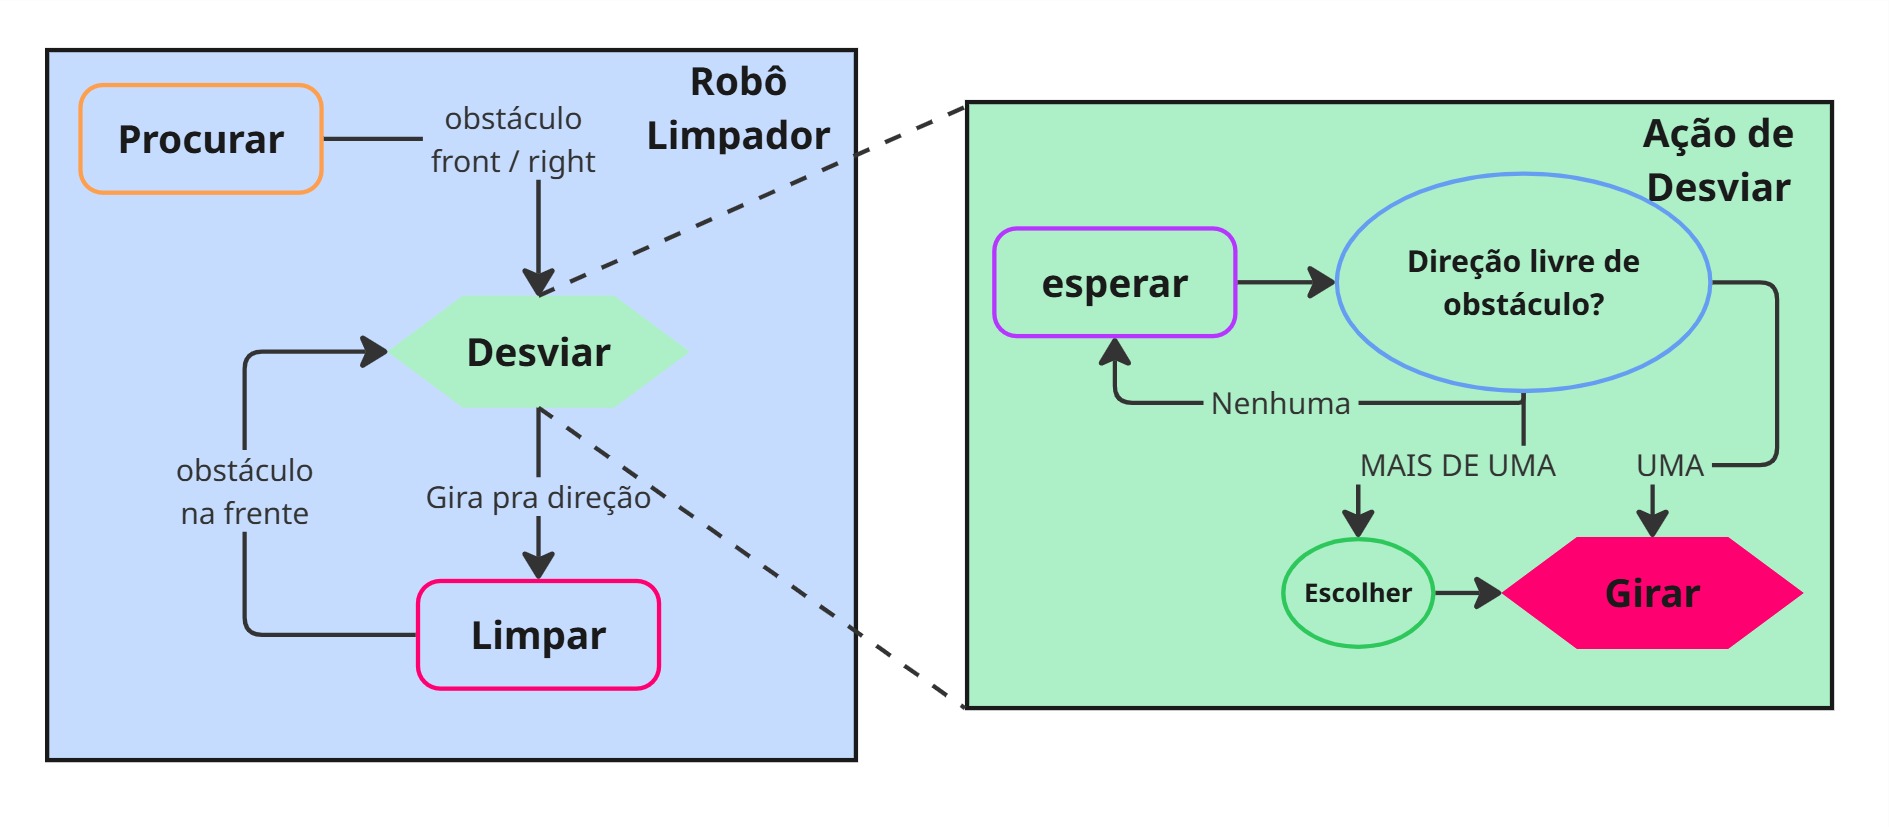 Robô
Limpador
Procurar
obstáculo
front / right
Desviar
obstáculo
na frente
Gira pra direção
Limpar
Ação de
Desviar
esperar
Direção livre de
obstáculo?
Nenhuma
MAIS DE UMA
UMA
Escolher
Girar